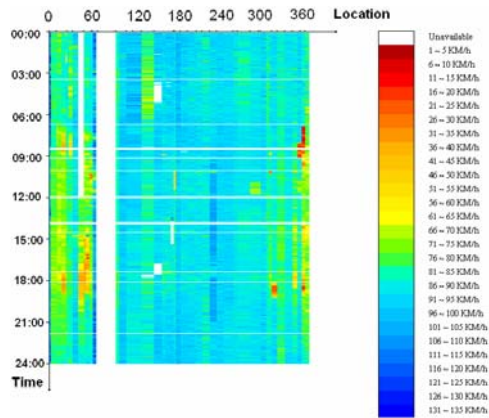 0 60 120 180 240 300 360 Location
00:00
03:00
06:00
09:00
12:00
15:00
18:00
21:00
24:00
Time
Unavailable
1 ~ 5 KM/h
6 ~ 10 KM/h
11 ~ 15 KM/h
16 ~ 20 KM/h
21 ~ 25 KM/h
26 ~ 30 KM/h
31 ~ 35 KM/h
36 ~ 40 KM/h
41 ~ 45 KM/h
46 ~ 50 KM/h
51 ~ 55 KM/h
56 ~ 60 KM/h
61 ~ 65 KM/h
66 ~ 70 KM/h
71 ~ 75 KM/h
76 ~ 80 KM/h
81 ~ 85 KM/h
86 ~ 90 KM/h
91 ~ 95 KM/h
96 ~ 100 KM/h
101 ~ 105 KM/h
106 ~ 110 KM/h
111 ~ 115 KM/h
116 ~ 120 KM/h
121 ~ 125 KM/h
126 ~ 130 KM/h
131 ~ 135 KM/h